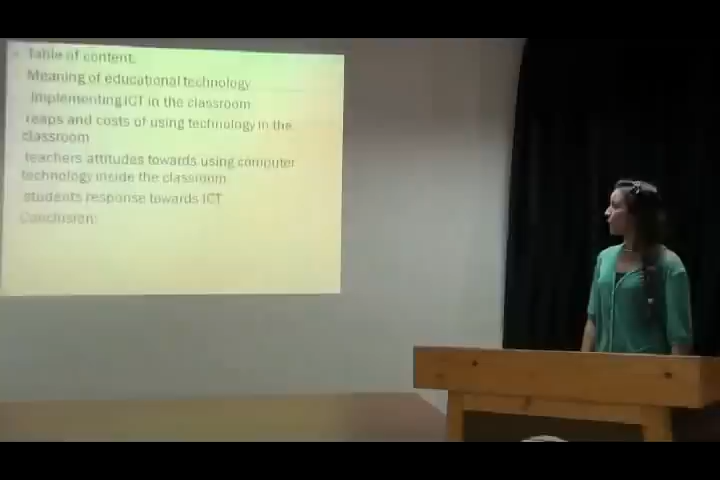 Table of content.
Meaning of educational technology
Implementing ICT in the classroom
reaps and costs of using technology in the
classroom
teachers attitudes towards using computer
technology inside the classroom
students response towards ICT
Conclusion: